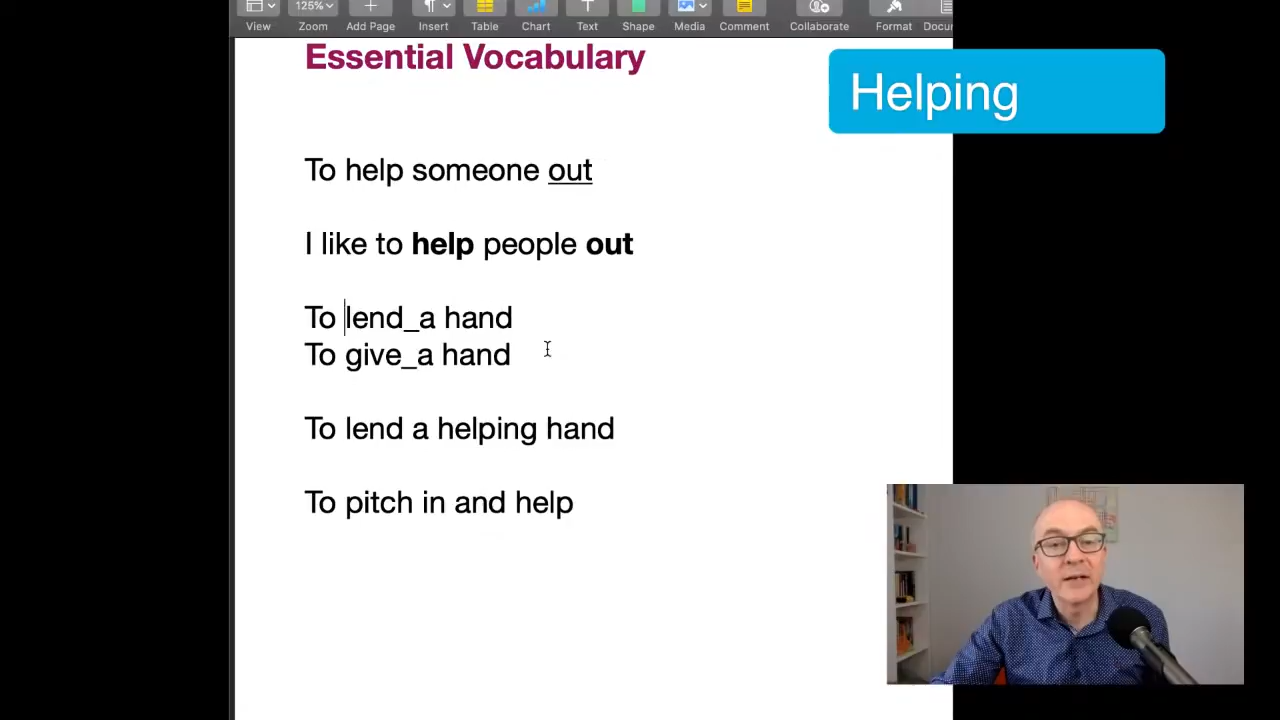 View
125%
Zoom
Add Page
Insert
Table
Chart
Text
Shape
Media
Comment
Collaborate
Format
Essential Vocabulary
Helping
To help someone out
I like to help people out
To lend_a hand
To give_a hand
To lend a helping hand
To pitch in and help